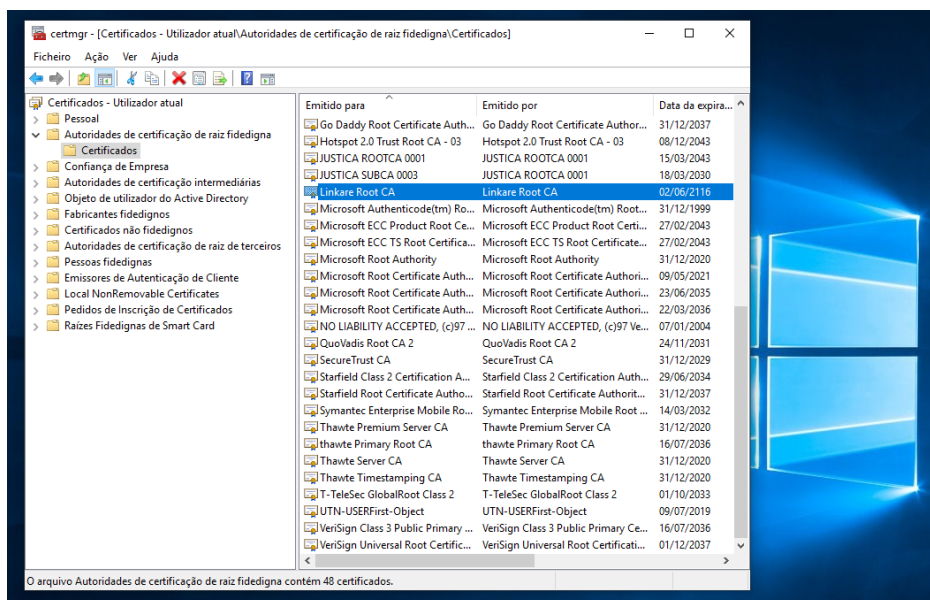 certmgr - [Certificados - Utilizador atual\Autoridades de certificação de raiz fidedigna\Certificados]
Ficheiro Ação Ver Ajuda
Certificados - Utilizador atual
Pessoal
Autoridades de certificação de raiz fidedigna
Certificados
Confiança de Empresa
Autoridades de certificação intermediárias
Objeto de utilizador do Active Directory
Fabricantes fidedignos
Certificados não fidedignos
Autoridades de certificação de raiz de terceiros
Pessoas fidedignas
Emissores de Autenticação de Cliente
Local NonRemovable Certificates
Pedidos de Inscrição de Certificados
Raízes Fidedignas de Smart Card
Emitido para Emitido por Data da expira...
Go Daddy Root Certificate Auth... Go Daddy Root Certificate Author... 31/12/2037
Hotspot 2.0 Trust Root CA - 03 Hotspot 2.0 Trust Root CA - 03 08/12/2043
JUSTICA ROOTCA 0001 JUSTICA ROOTCA 0001 15/03/2043
JUSTICA SUBCA 0003 JUSTICA ROOTCA 0001 18/03/2030
Linkare Root CA Linkare Root CA 02/06/2116
Microsoft Authenticode(tm) Ro... Microsoft Authenticode(tm) Root... 31/12/1999
Microsoft ECC Product Root Ce... Microsoft ECC Product Root Certi... 27/02/2043
Microsoft ECC TS Root Certifica... Microsoft ECC TS Root Certificate... 27/02/2043
Microsoft Root Authority Microsoft Root Authority 31/12/2020
Microsoft Root Certificate Auth... Microsoft Root Certificate Authori... 09/05/2021
Microsoft Root Certificate Auth... Microsoft Root Certificate Authori... 23/06/2035
Microsoft Root Certificate Auth... Microsoft Root Certificate Authori... 22/03/2036
NO LIABILITY ACCEPTED, (c)97 ... NO LIABILITY ACCEPTED, (c)97 Ve... 07/01/2004
QuoVadis Root CA 2 QuoVadis Root CA 2 24/11/2031
SecureTrust CA SecureTrust CA 31/12/2029
Starfield Class 2 Certification A... Starfield Class 2 Certification Auth... 29/06/2034
Starfield Root Certificate Autho... Starfield Root Certificate Authorit... 31/12/2037
Symantec Enterprise Mobile Ro... Symantec Enterprise Mobile Root ... 14/03/2032
Thawte Premium Server CA Thawte Premium Server CA 31/12/2020
thawte Primary Root CA thawte Primary Root CA 16/07/2036
Thawte Server CA Thawte Server CA 31/12/2020
Thawte Timestamping CA Thawte Timestamping CA 31/12/2020
T-TeleSec GlobalRoot Class 2 T-TeleSec GlobalRoot Class 2 01/10/2033
UTN-USERFirst-Object UTN-USERFirst-Object 09/07/2019
VeriSign Class 3 Public Primary ... VeriSign Class 3 Public Primary Ce... 16/07/2036
VeriSign Universal Root Certific... VeriSign Universal Root Certificati... 01/12/2037
O arquivo Autoridades de certificação de raiz fidedigna contém 48 certificados.